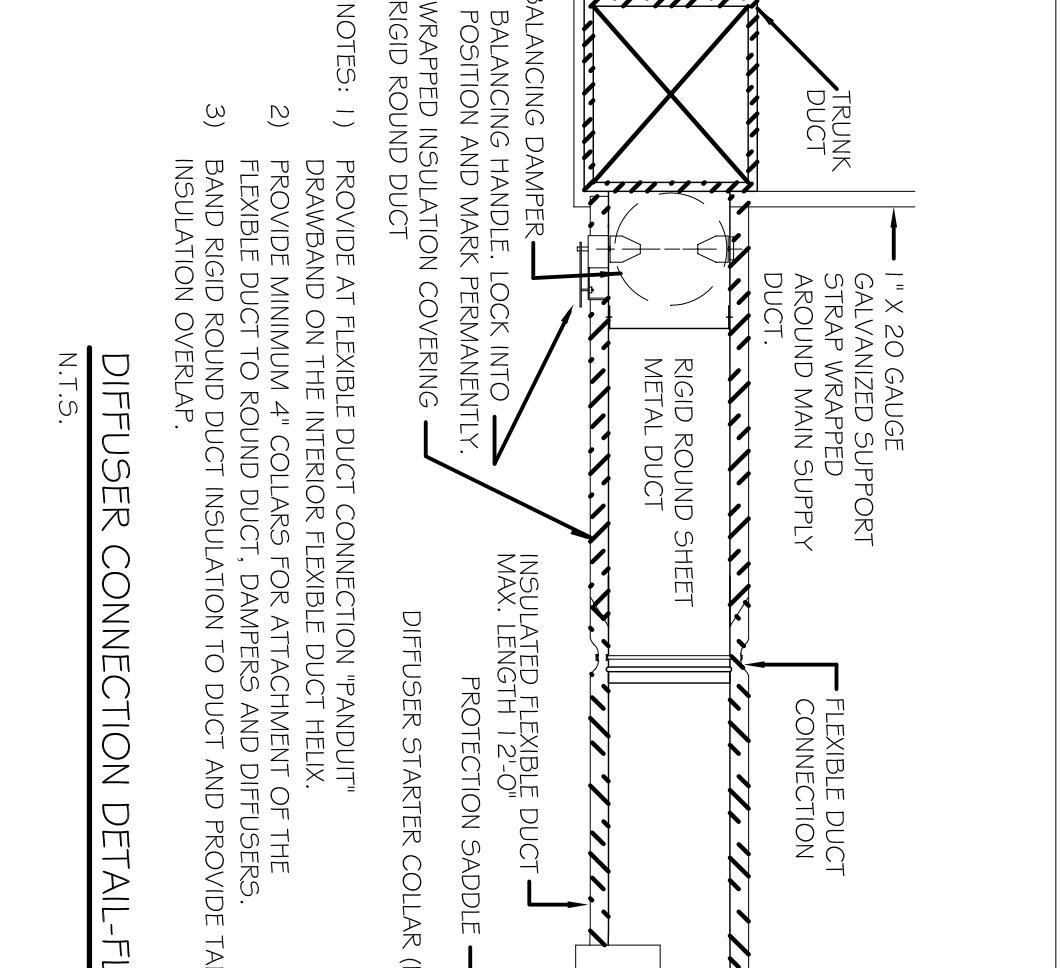 TRUNK
DUCT
1" X 20 GAUGE
GALVANIZED SUPPORT
STRAP WRAPPED
AROUND MAIN SUPPLY
DUCT.
FLEXIBLE DUCT
CONNECTION
RIGID ROUND SHEET
METAL DUCT
BALANCING DAMPER
BALANCING HANDLE. LOCK INTO
POSITION AND MARK PERMANENTLY.
WRAPPED INSULATION COVERING
RIGID ROUND DUCT
INSULATED FLEXIBLE DUCT
MAX. LENGTH 12'-0"
PROTECTION SADDLE
DIFFUSER STARTER COLLAR
NOTES: 1) PROVIDE AT FLEXIBLE DUCT CONNECTION "PANDUIT"
DRAWBAND ON THE INTERIOR FLEXIBLE DUCT HELIX.
2) PROVIDE MINIMUM 4" COLLARS FOR ATTACHMENT OF THE
FLEXIBLE DUCT TO ROUND DUCT, DAMPERS AND DIFFUSERS.
3) BAND RIGID ROUND DUCT INSULATION TO DUCT AND PROVIDE
INSULATION OVERLAP.
DIFFUSER CONNECTION DETAIL-FL
N.T.S.